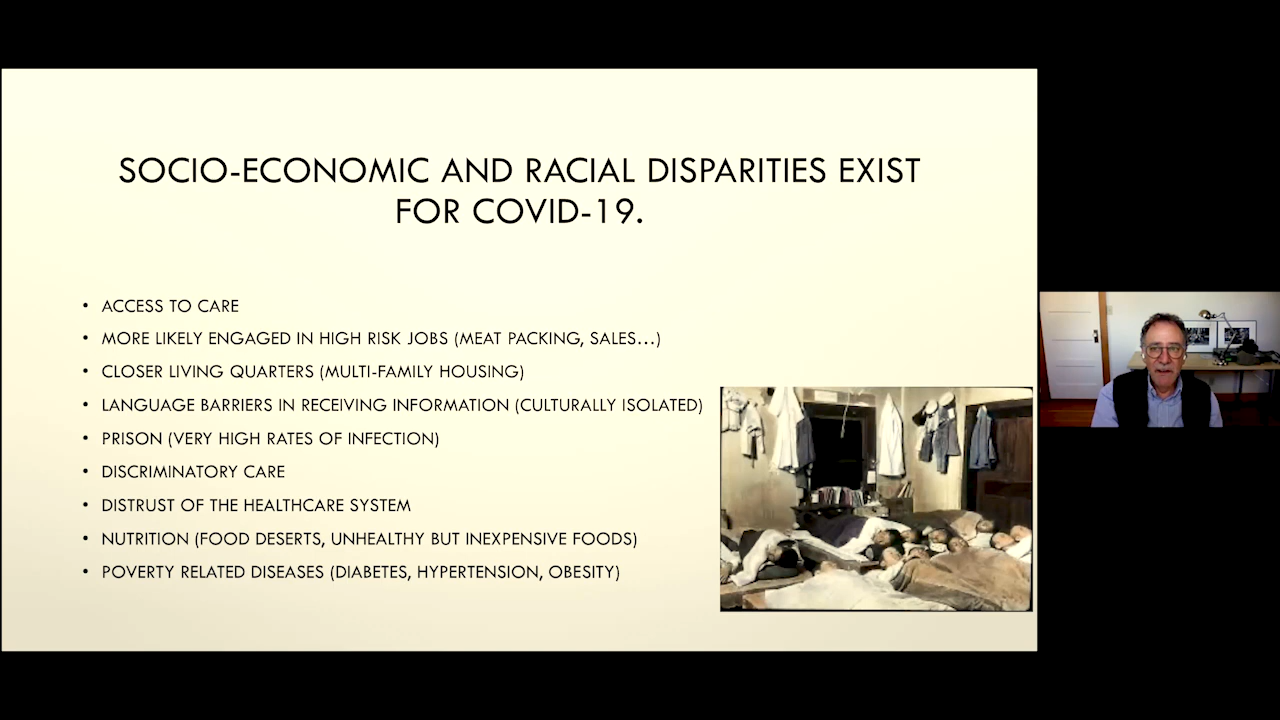 SOCIO-ECONOMIC AND RACIAL DISPARITIES EXIST
FOR COVID-19.
• ACCESS TO CARE
• MORE LIKELY ENGAGED IN HIGH RISK JOBS (MEAT PACKING, SALES...)
• CLOSER LIVING QUARTERS (MULTI-FAMILY HOUSING)
• LANGUAGE BARRIERS IN RECEIVING INFORMATION (CULTURALLY ISOLATED)
• PRISON (VERY HIGH RATES OF INFECTION)
• DISCRIMINATORY CARE
• DISTRUST OF THE HEALTHCARE SYSTEM
• NUTRITION (FOOD DESERTS, UNHEALTHY BUT INEXPENSIVE FOODS)
• POVERTY RELATED DISEASES (DIABETES, HYPERTENSION, OBESITY)